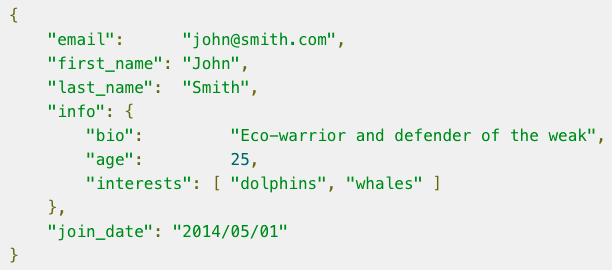 {
    "email":      "john@smith.com",
    "first_name": "John",
    "last_name":  "Smith",
    "info": {
        "bio":         "Eco-warrior and defender of the weak",
        "age":         25,
        "interests": [ "dolphins", "whales" ]
    },
    "join_date": "2014/05/01"
}